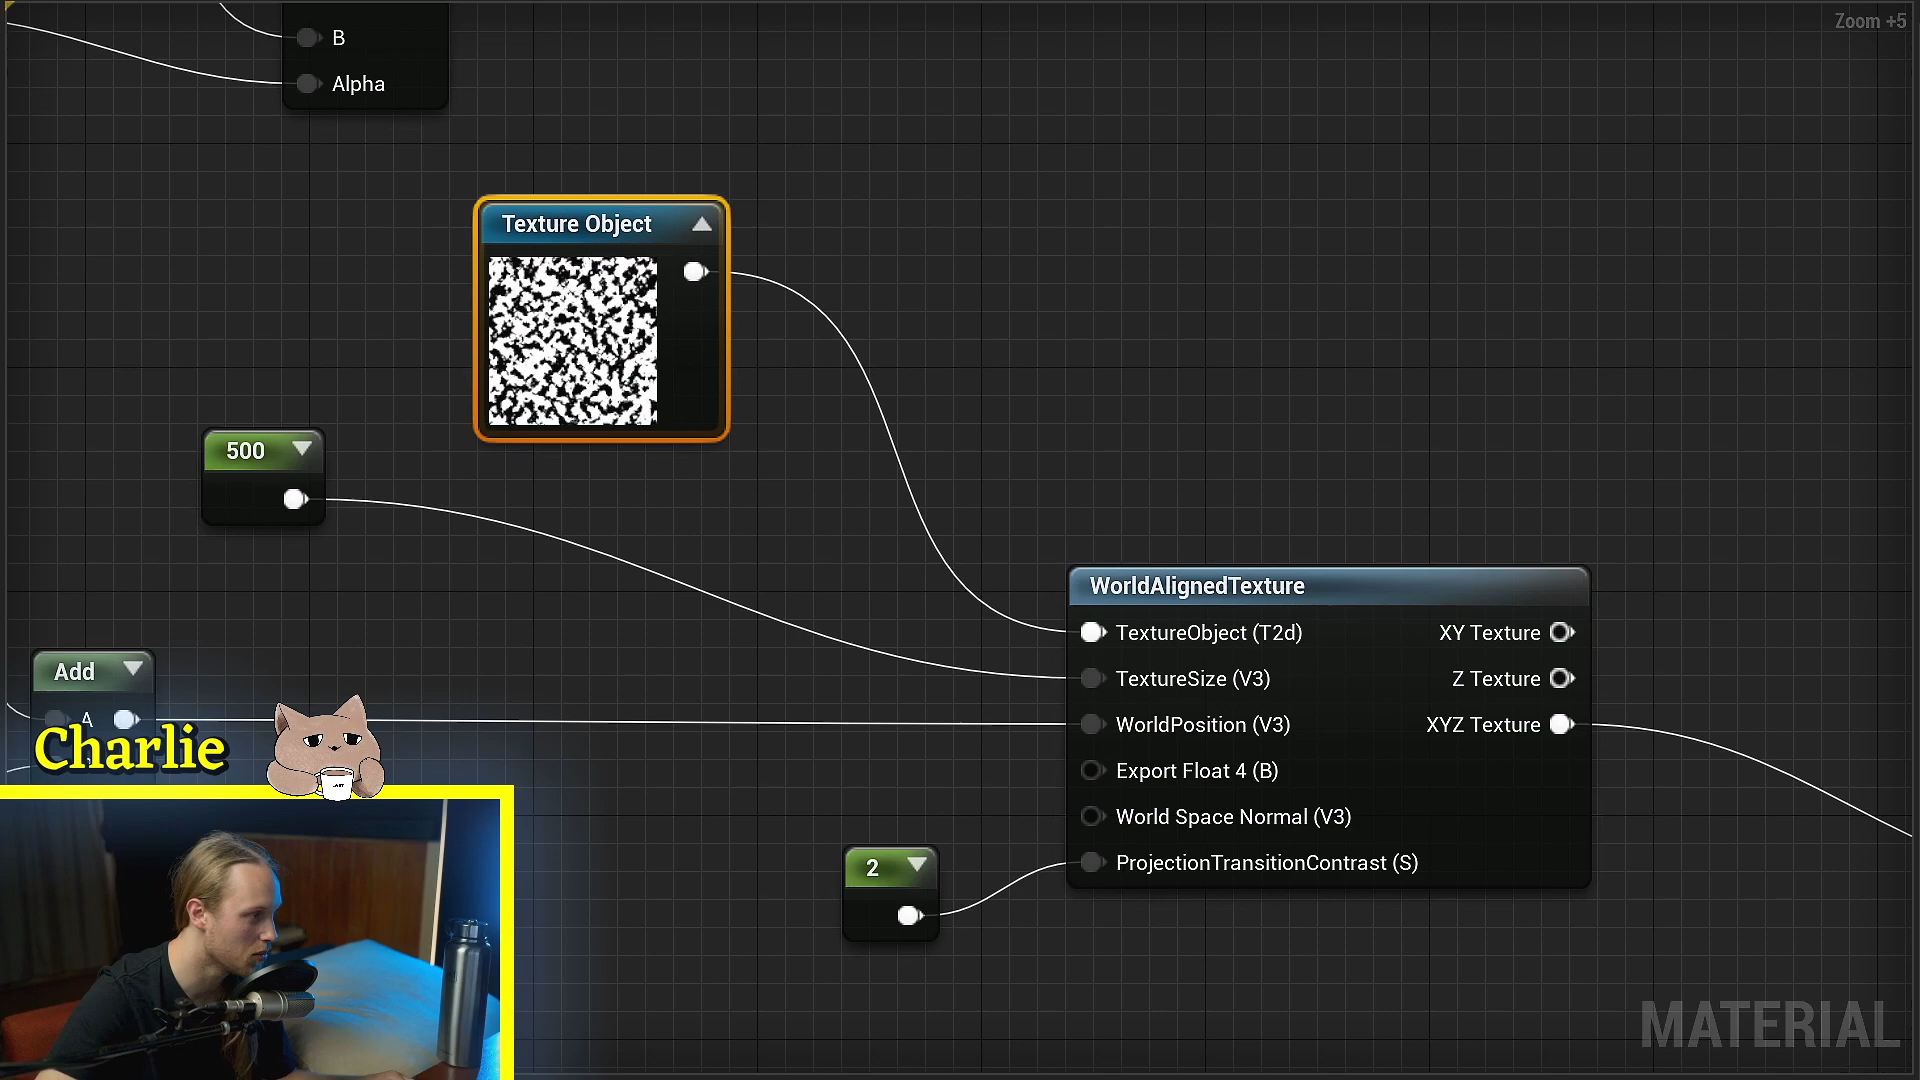 Zoom +5
B
Alpha
Texture Object
500
Add
A
Charlie
WorldAlignedTexture
TextureObject (T2d)
XY Texture
TextureSize (V3)
Z Texture
WorldPosition (V3)
XYZ Texture
Export Float 4 (B)
World Space Normal (V3)
ProjectionTransitionContrast (S)
2
MATERIAL